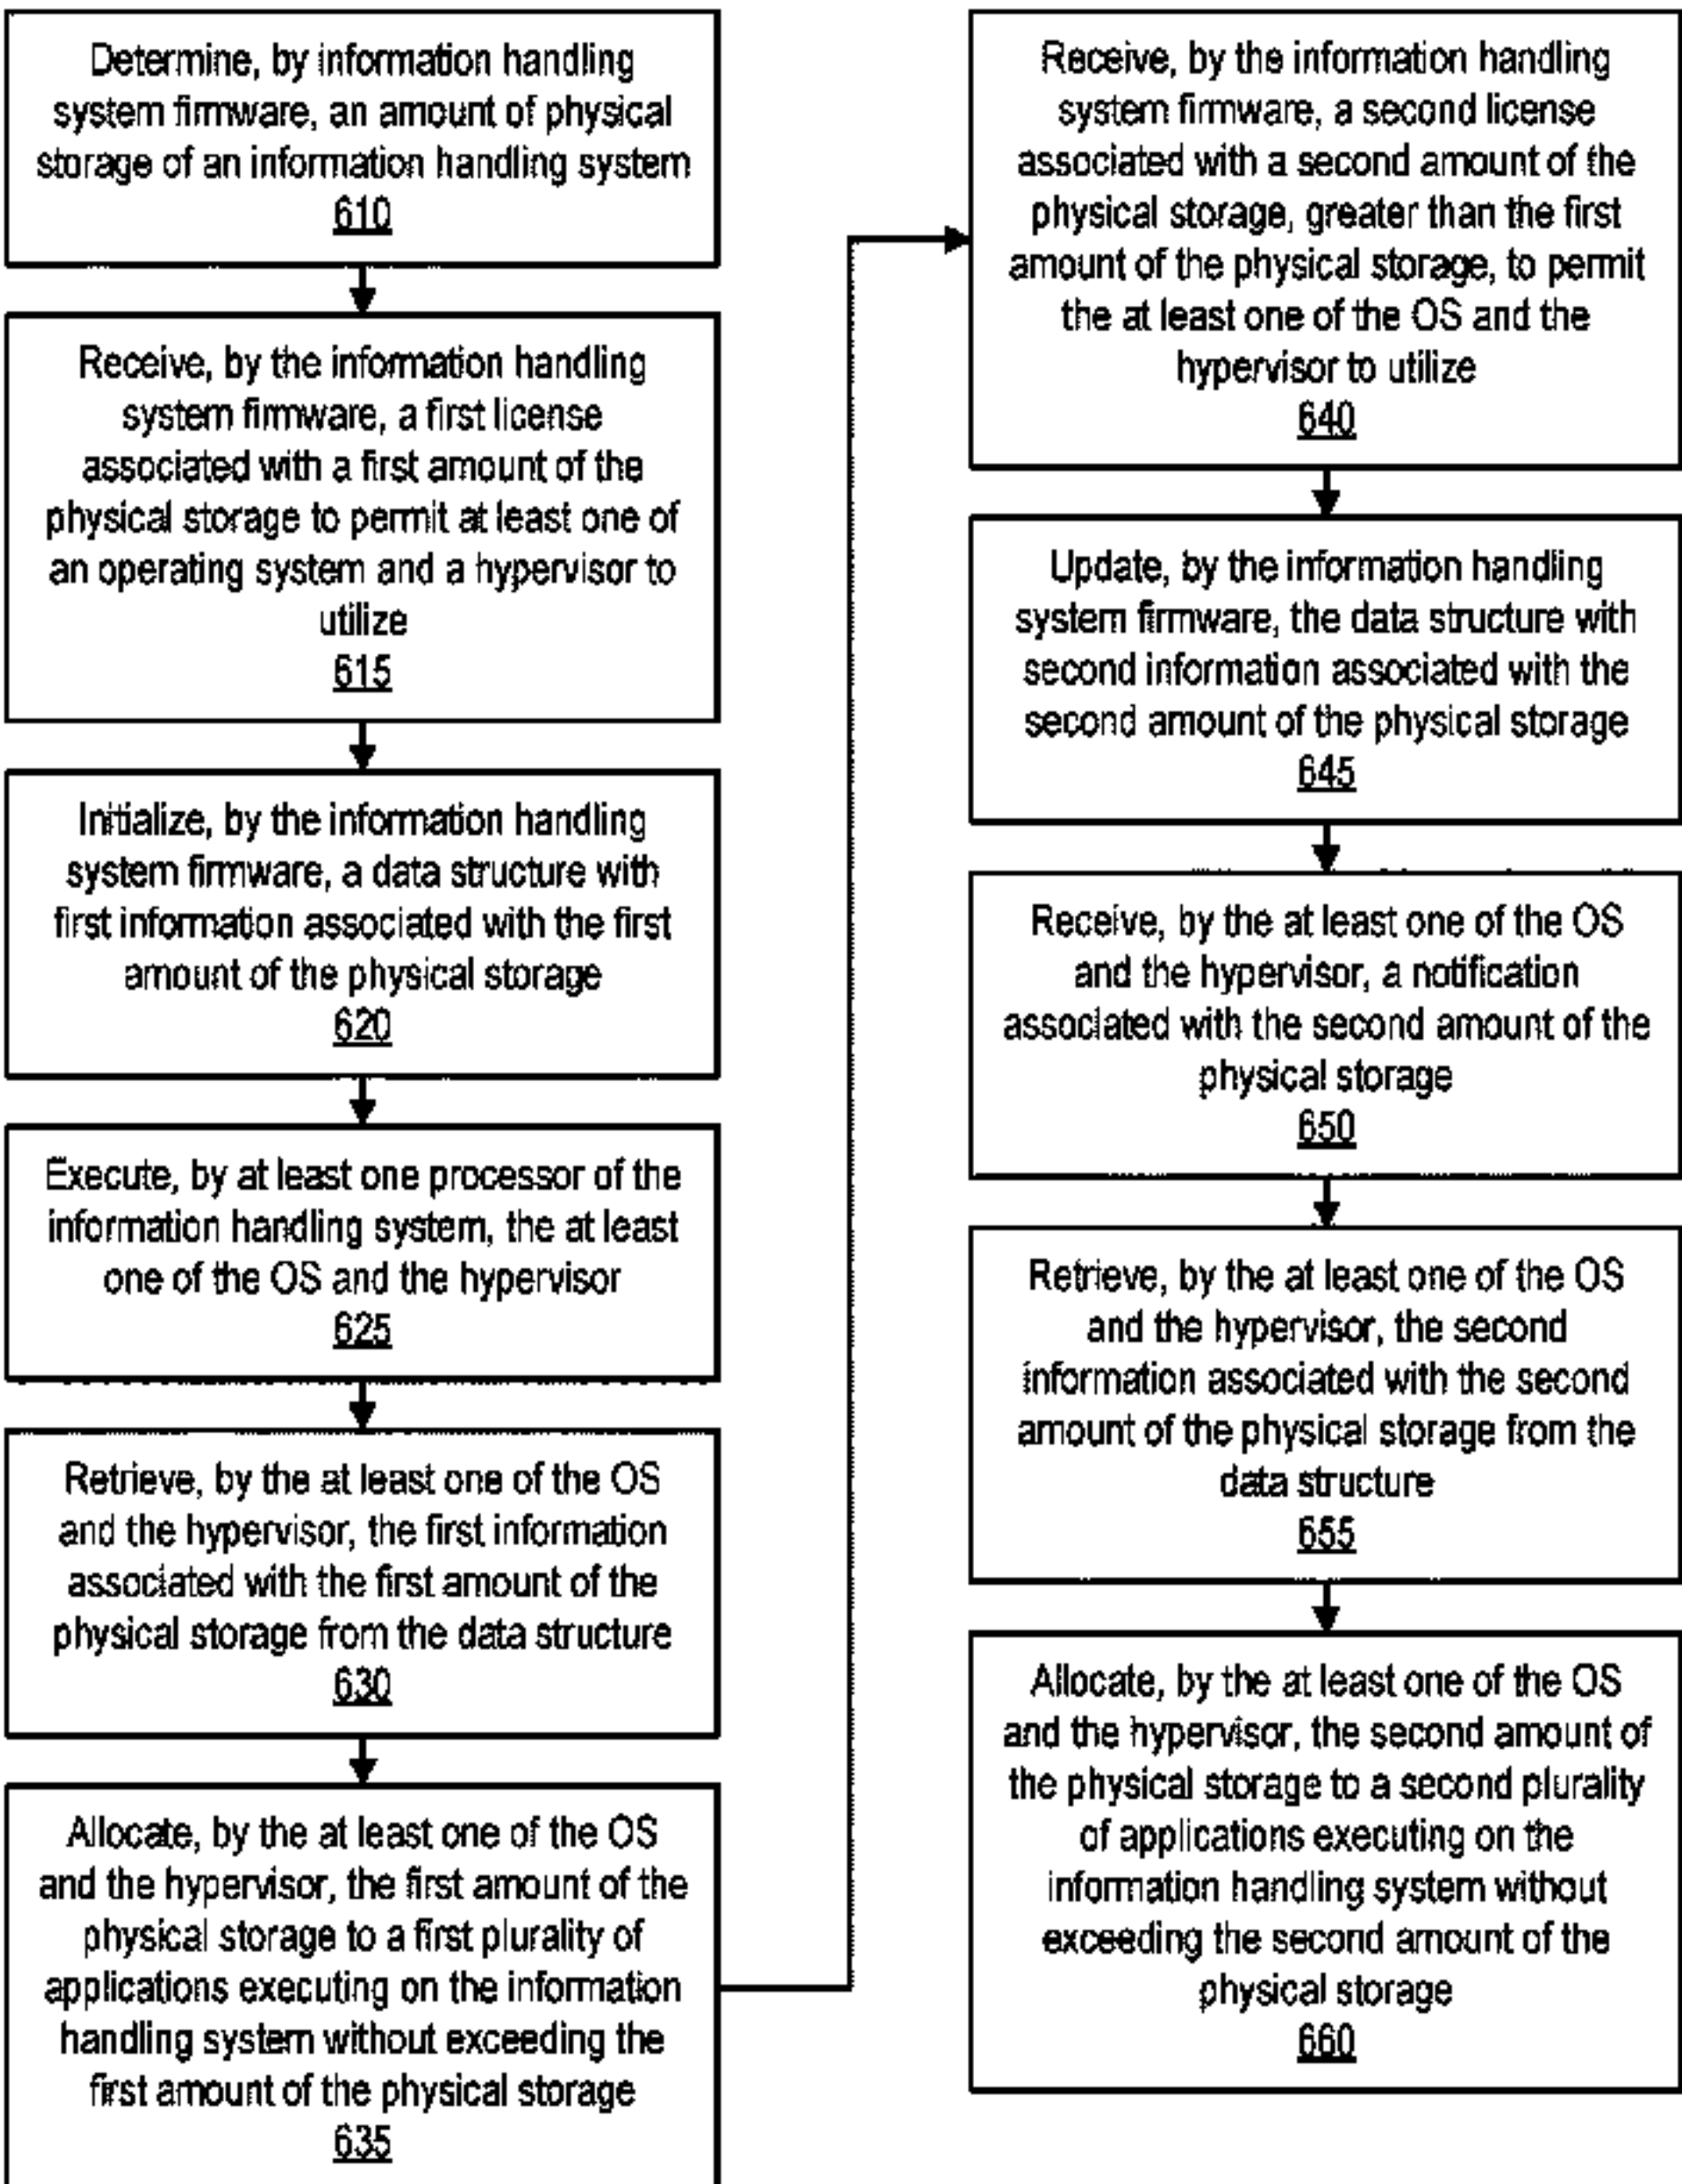 Determine, by information handling
system firmware, an amount of physical
storage of an information handling system
610
Receive, by the information handling
system firmware, a first license
associated with a first amount of the
physical storage to permit at least one of
an operating system and a hypervisor to
utilize
615
Initialize, by the information handling
system firmware, a data structure with
first information associated with the first
amount of the physical storage
620
Execute, by at least one processor of the
information handling system, the at least
one of the OS and the hypervisor
625
Retrieve, by the at least one of the OS
and the hypervisor, the first information
associated with the first amount of the
physical storage from the data structure
630
Allocate, by the at least one of the OS
and the hypervisor, the first amount of the
physical storage to a first plurality of
applications executing on the information
handling system without exceeding the
first amount of the physical storage
635
Receive, by the information handling
system firmware, a second license
associated with a second amount of the
physical storage, greater than the first
amount of the physical storage, to permit
the at least one of the OS and the
hypervisor to utilize
640
Update, by the information handling
system firmware, the data structure with
second information associated with the
second amount of the physical storage
645
Receive, by the at least one of the OS
and the hypervisor, a notification
associated with the second amount of the
physical storage
650
Retrieve, by the at least one of the OS
and the hypervisor, the second
information associated with the second
amount of the physical storage from the
data structure
655
Allocate, by the at least one of the OS
and the hypervisor, the second amount of
the physical storage to a second plurality
of applications executing on the
information handling system without
exceeding the second amount of the
physical storage
660